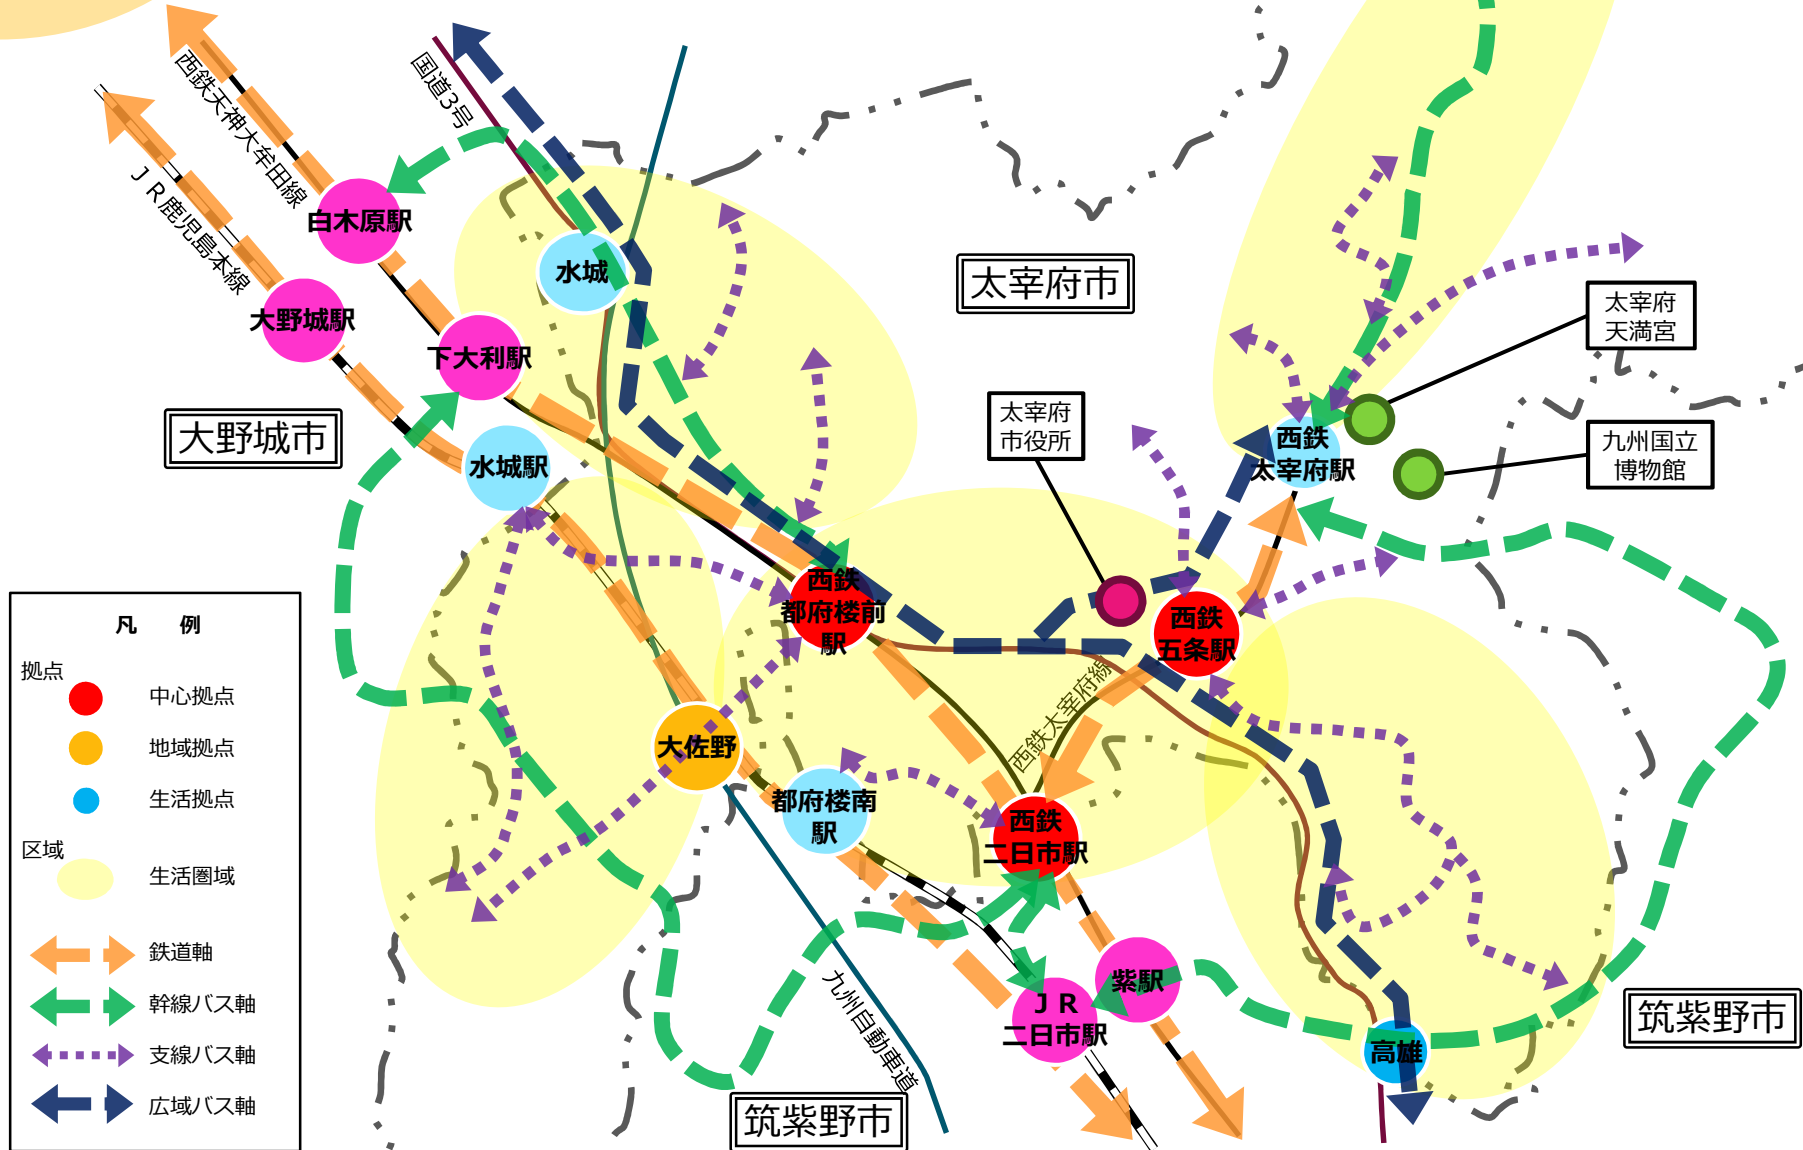 西鉄天神大牟田線
ＪＲ鹿児島本線
国道3号
白木原駅
大野城駅
下大利駅
水城
水城駅
大野城市
太宰府市
太宰府
天満宮
九州国立
博物館
太宰府
市役所
西鉄
太宰府駅
西鉄
都府楼前
駅
西鉄
五条駅
西鉄太宰府線
大佐野
都府楼南
駅
西鉄
二日市駅
紫駅
ＪＲ
二日市駅
高雄
九州自動車道
筑紫野市
筑紫野市
凡　例
拠点
中心拠点
地域拠点
生活拠点
区域
生活圏域
鉄道軸
幹線バス軸
支線バス軸
広域バス軸